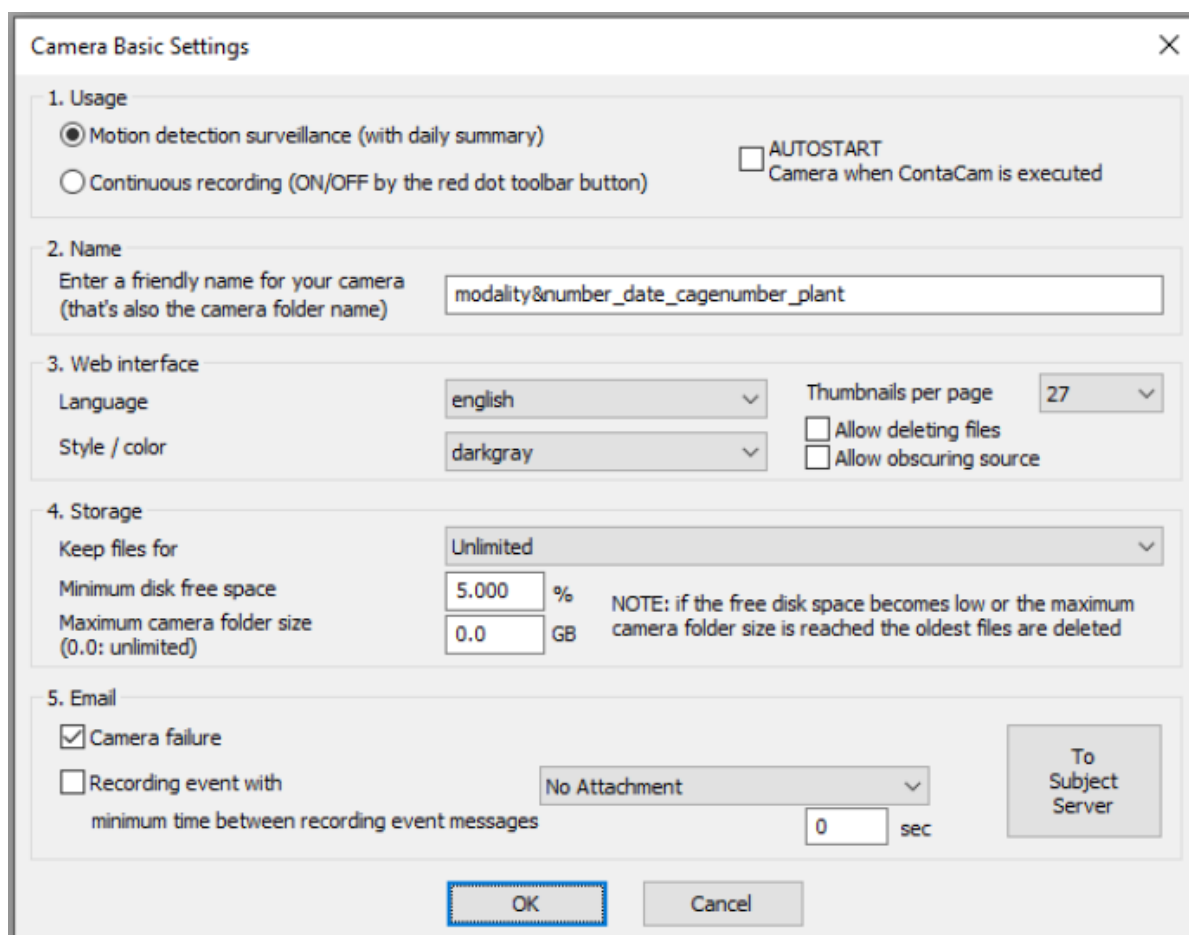 Camera Basic Settings
1. Usage
Motion detection surveillance (with daily summary)
Continuous recording (ON/OFF by the red dot toolbar button)
AUTOSTART
Camera when ContaCam is executed
2. Name
Enter a friendly name for your camera
(that's also the camera folder name)
modality&number_date_cagenumber_plant
3. Web interface
Language
english
Thumbnails per page
27
Style / color
darkgray
Allow deleting files
Allow obscuring source
4. Storage
Keep files for
Unlimited
Minimum disk free space
5.000 %
Maximum camera folder size
(0.0: unlimited)
0.0 GB
NOTE: if the free disk space becomes low or the maximum
camera folder size is reached the oldest files are deleted
5. Email
Camera failure
Recording event with
No Attachment
minimum time between recording event messages
0 sec
To
Subject
Server
OK
Cancel